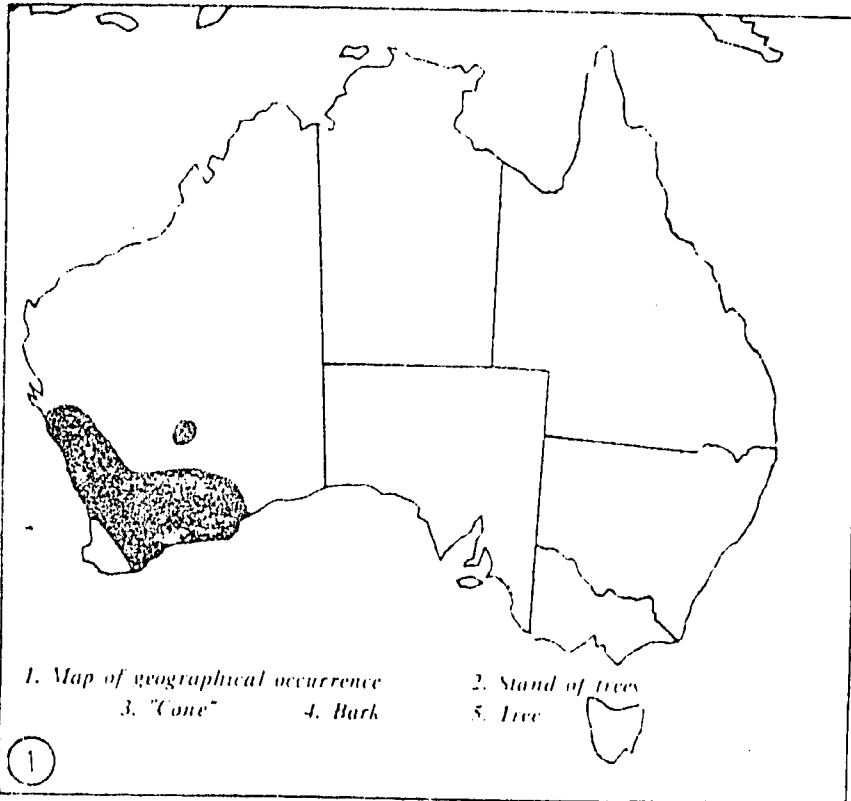 1. Map of geographical occurrence 2. Stand of trees
3. "Cone" 4. Bark 5. Tree
1